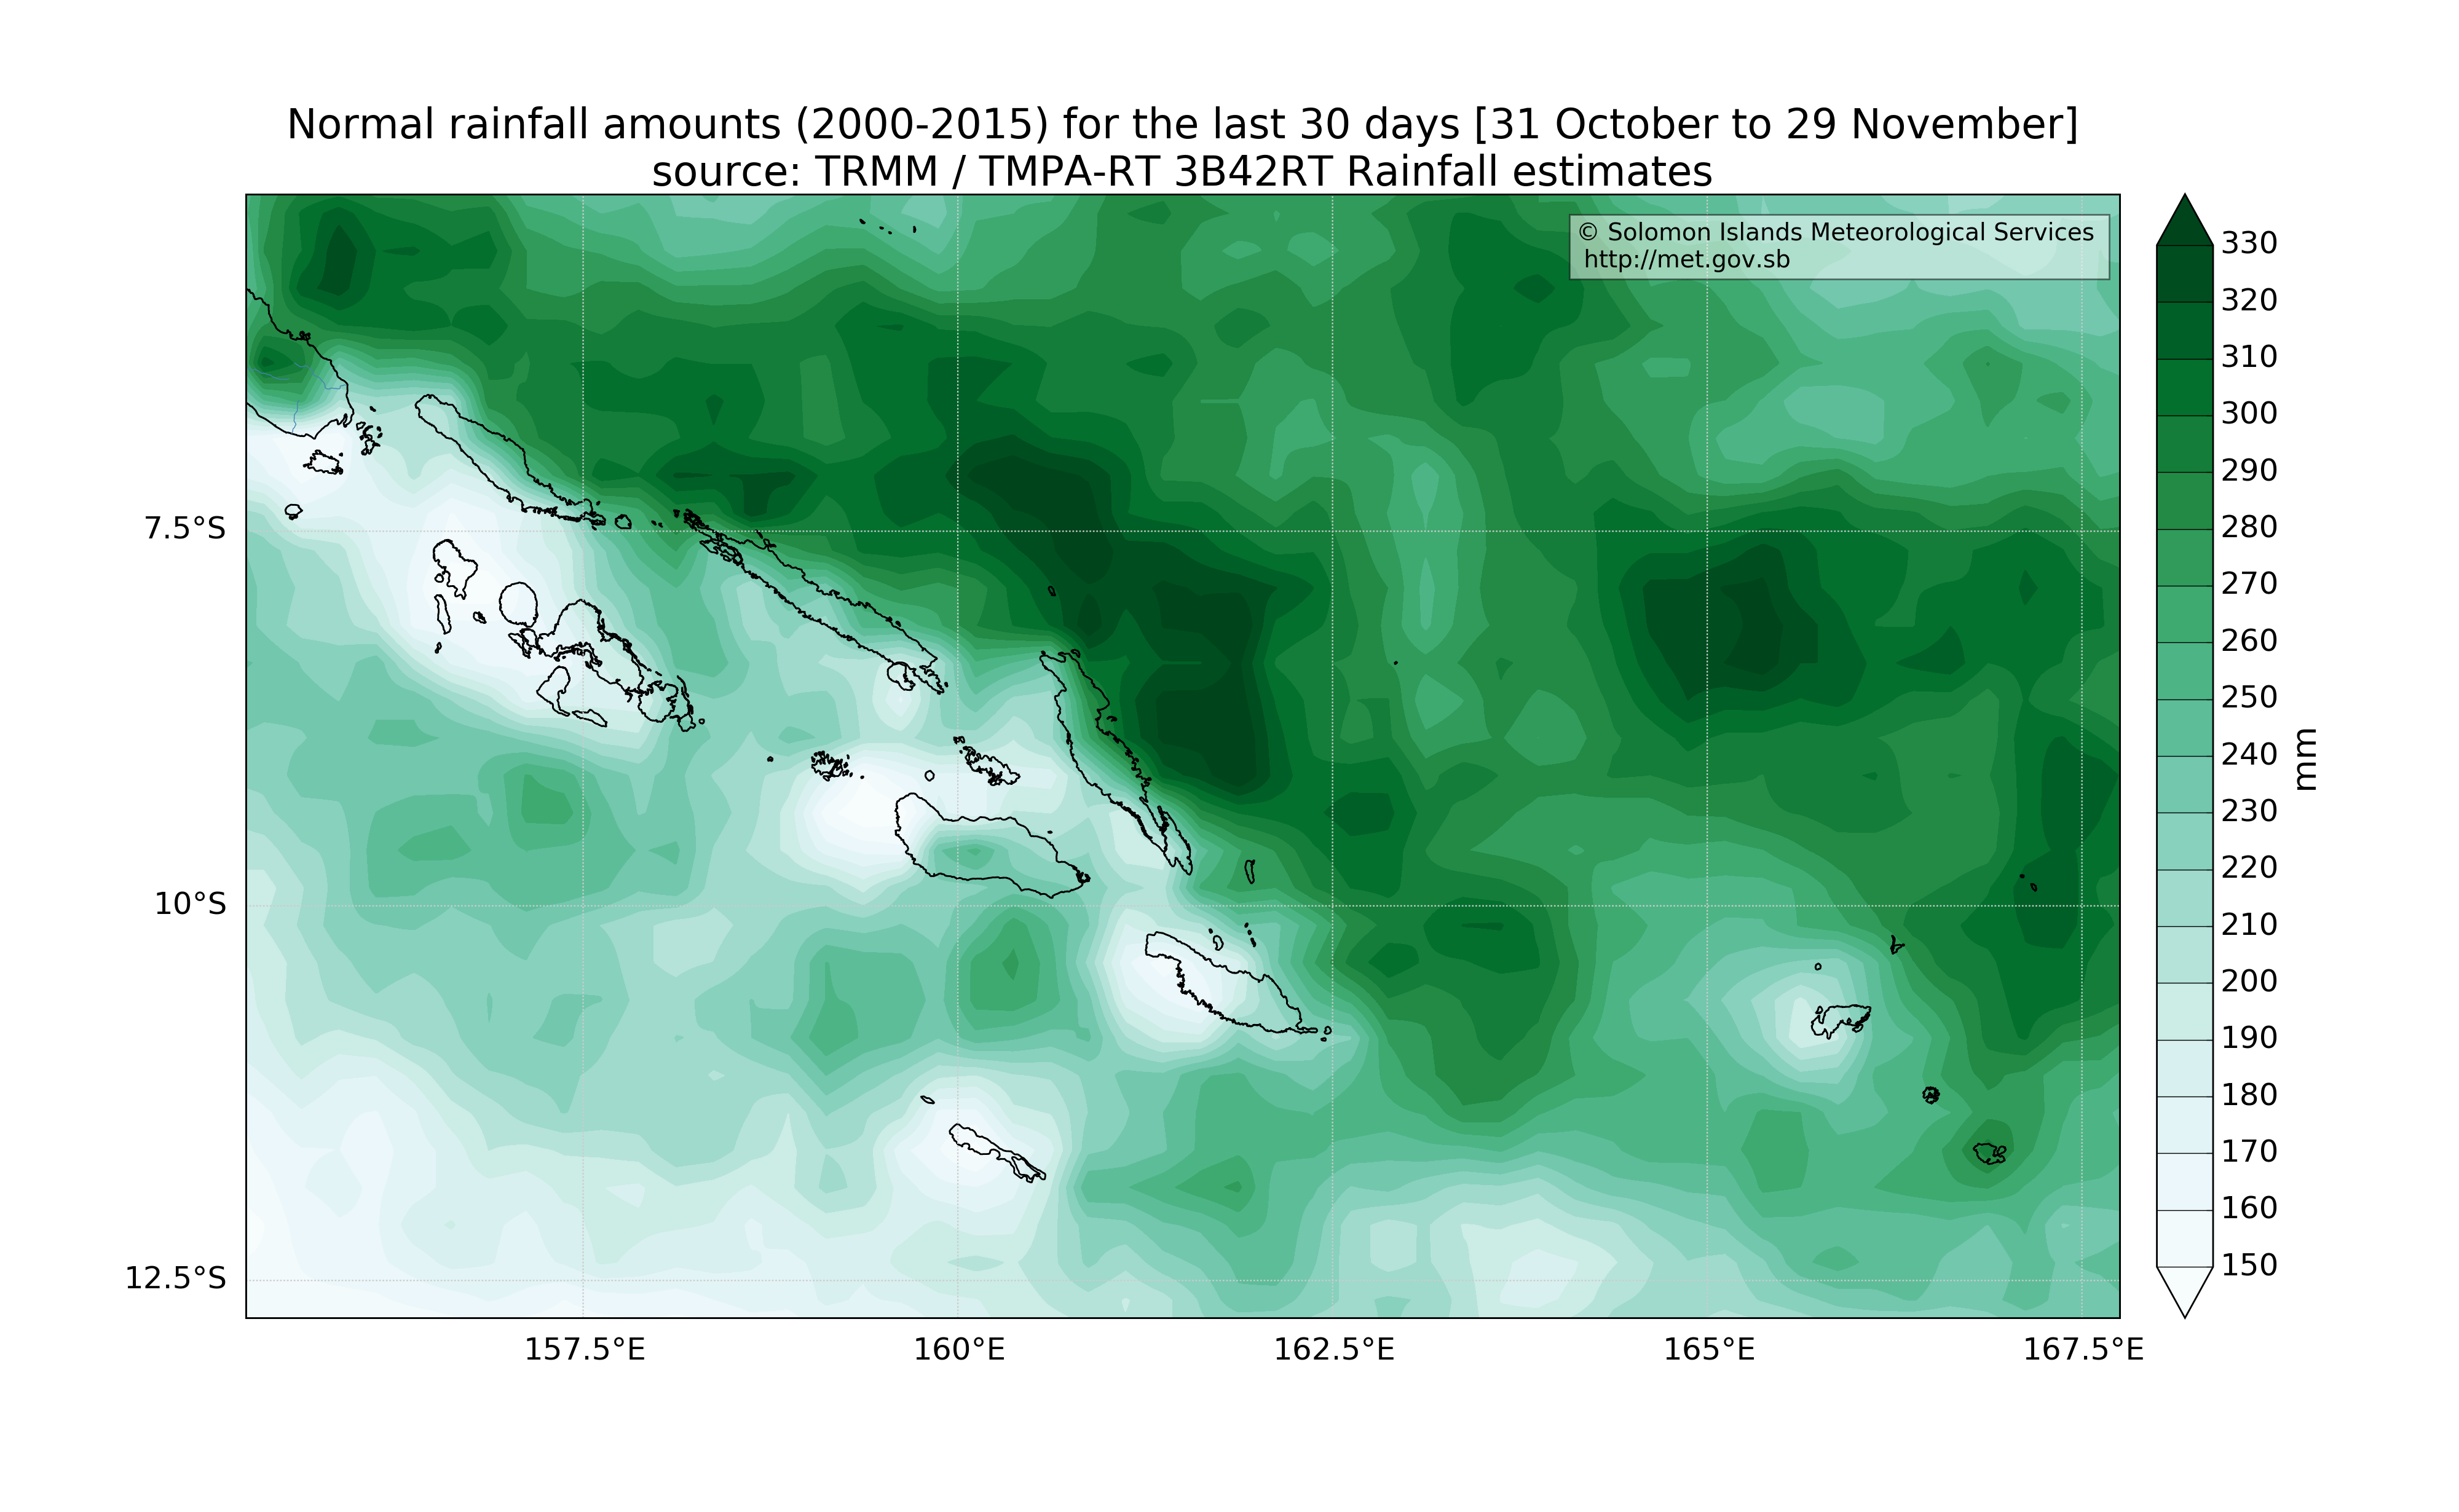 Normal rainfall amounts (2000-2015) for the last 30 days [31 October to 29 November]
source: TRMM / TMPA-RT 3B42RT Rainfall estimates
© Solomon Islands Meteorological Services
http://met.gov.sb
7.5°S
10°S
12.5°S
157.5°E
160°E
162.5°E
165°E
167.5°E
330
320
310
300
290
280
270
260
250
240
230
220
210
200
190
180
170
160
150
mm